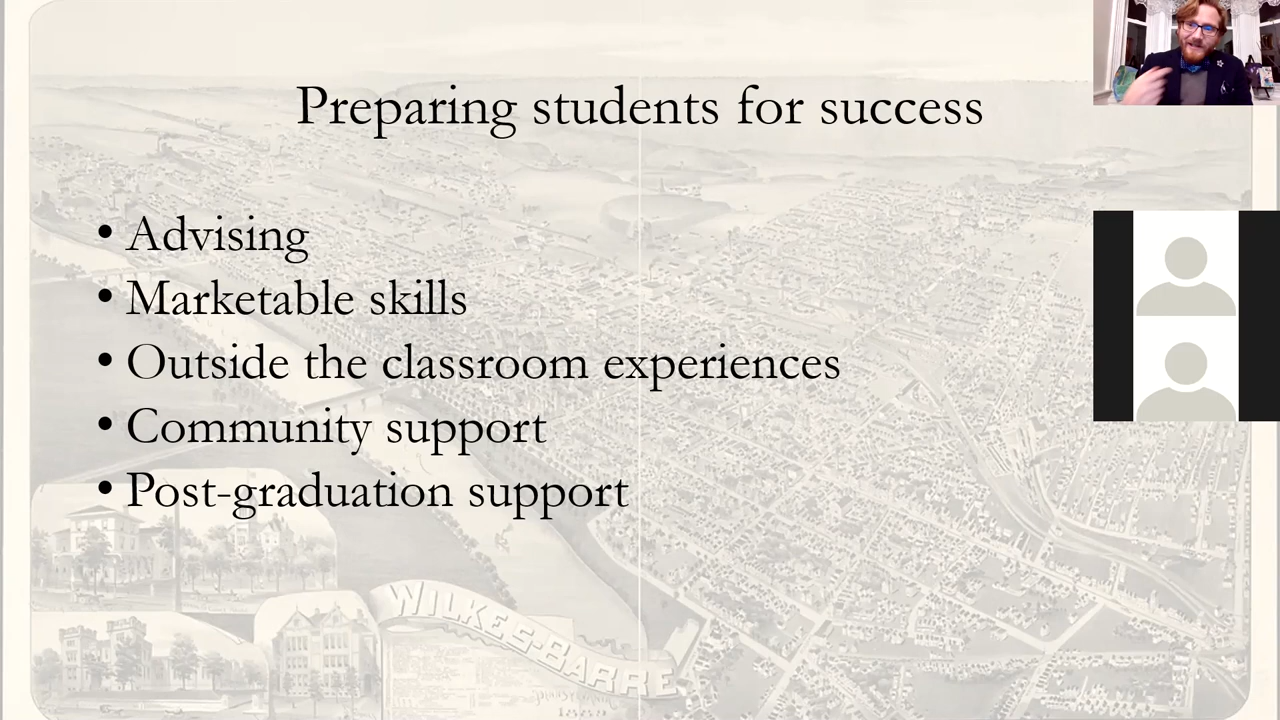 Preparing students for success
• Advising
• Marketable skills
• Outside the classroom experiences
• Community support
• Post-graduation support
WILKES-BARRE